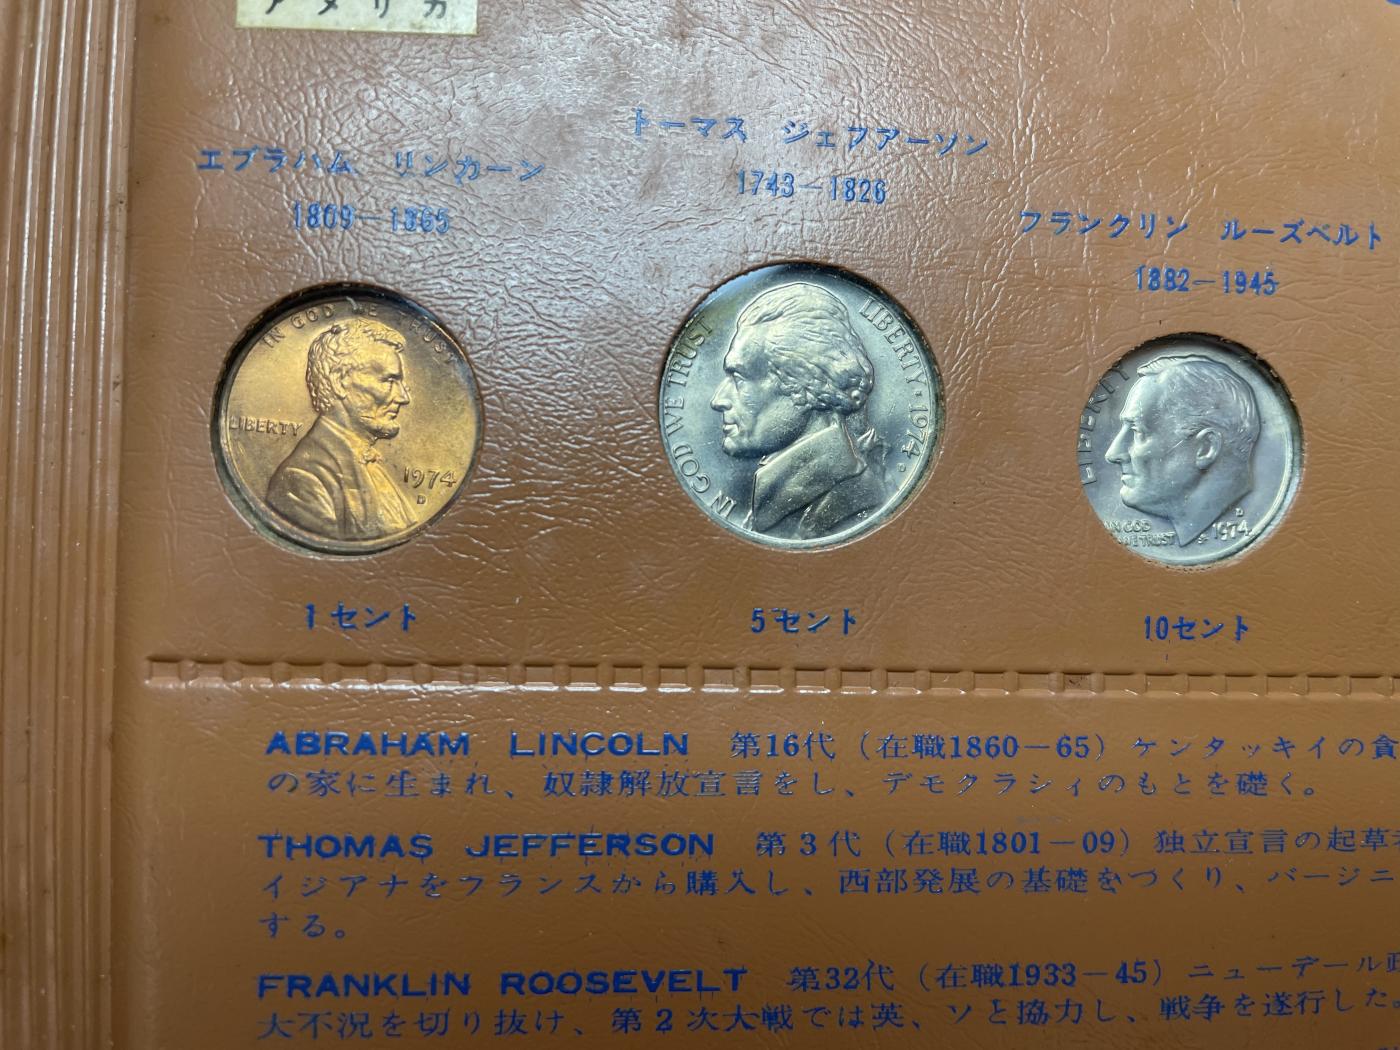 アメリカ
エブラハム リンカーン
1809-1865
トーマス ジェフアーソン
1743-1826
フランクリン ルーズベルト
1882-1945
IN GOD WE TRUST
LIBERTY
1974
D
IN GOD WE TRUST
LIBERTY・1974
D
LIBERTY
IN GOD
WE TRUST
D
1974
1セント
5セント
10セント
ABRAHAM LINCOLN 第16代(在職1860-65)ケンタッキイの貧
の家に生まれ、奴隷解放宣言をし、デモクラシィのもとを礎く。
THOMAS JEFFERSON 第3代(在職1801-09)独立宣言の起草
イジアナをフランスから購入し、西部発展の基礎をづくり、バージニ
する。
FRANKLIN ROOSEVELT 第32代(在職1933-45)ニューデール政
大不況を切り抜け、第2次大戦では英、ソと協力し、戦争を遂行した